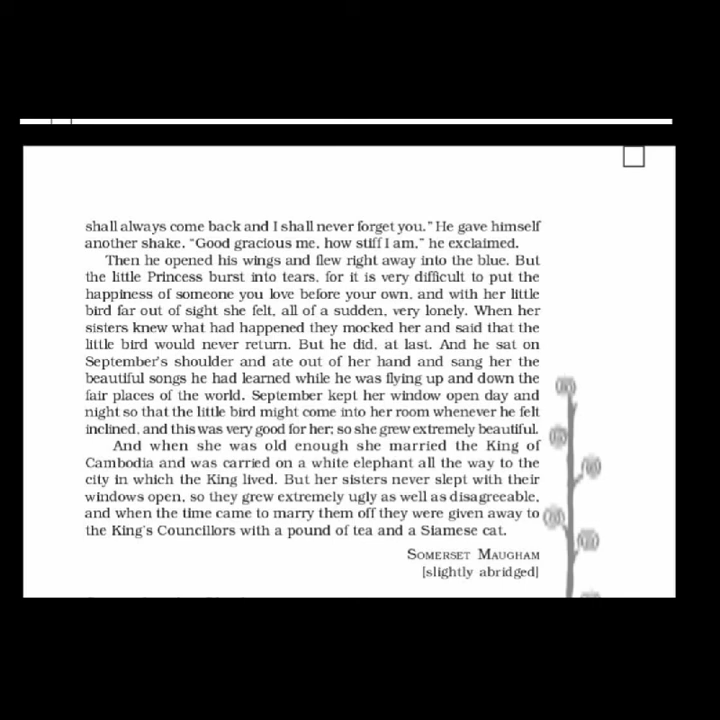 shall always come back and I shall never forget you.” He gave himself
another shake. “Good gracious me, how stiff I am,” he exclaimed.
Then he opened his wings and flew right away into the blue. But
the little Princess burst into tears, for it is very difficult to put the
happiness of someone you love before your own, and with her little
bird far out of sight she felt, all of a sudden, very lonely. When her
sisters knew what had happened they mocked her and said that the
little bird would never return. But he did, at last. And he sat on
September's shoulder and ate out of her hand and sang her the
beautiful songs he had learned while he was flying up and down the
fair places of the world. September kept her window open day and
night so that the little bird might come into her room whenever he felt
inclined, and this was very good for her; so she grew extremely beautiful.
And when she was old enough she married the King of
Cambodia and was carried on a white elephant all the way to the
city in which the King lived. But her sisters never slept with their
windows open, so they grew extremely ugly as well as disagreeable,
and when the time came to marry them off they were given away to
the King's Councillors with a pound of tea and a Siamese cat.
SOMERSET MAUGHAM
[slightly abridged]